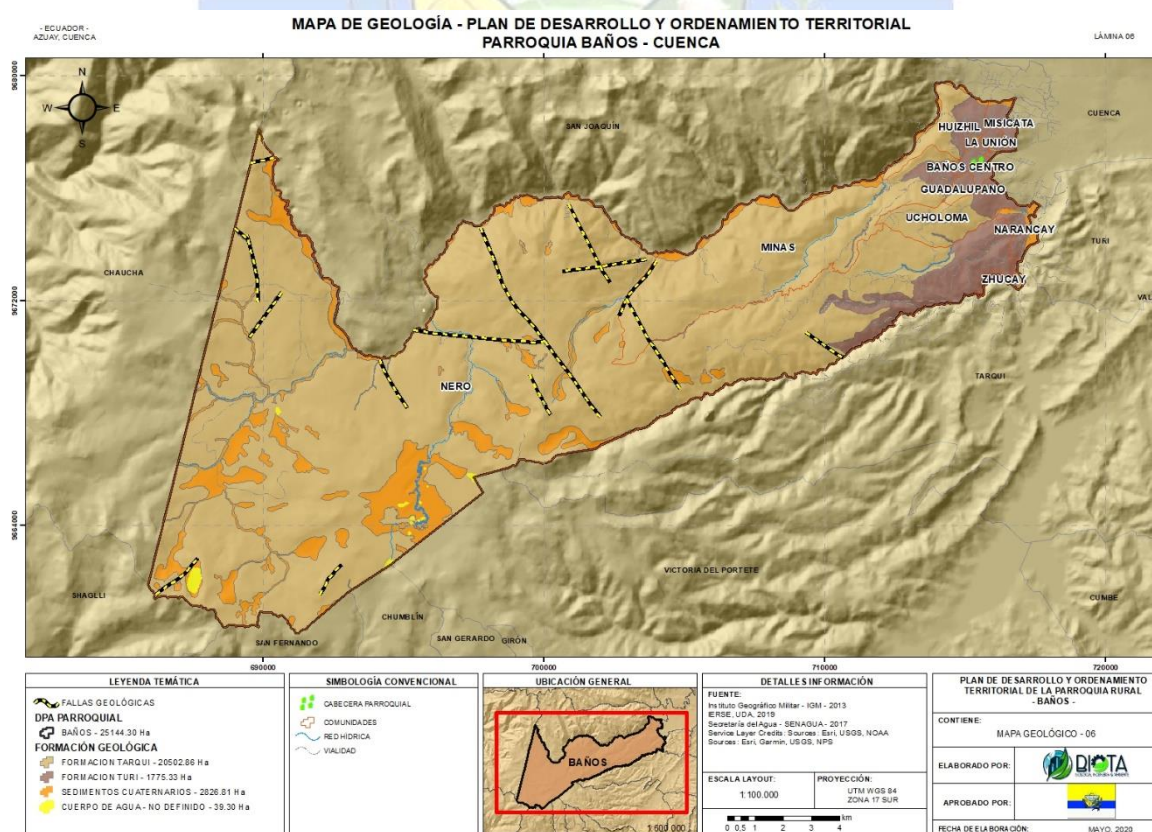 - ECUADOR -
AZUAY, CUENCA
MAPA DE GEOLOGÍA - PLAN DE DESARROLLO Y ORDENAMIENTO TERRITORIAL
PARROQUIA BAÑOS - CUENCA
LÁMINA 06
9680000
9672000
9664000
N
W E
S
SAN JOAQUÍN
CUENCA
HUIZHIL
MISICATA
LA UNIÓN
BAÑOS CENTRO
GUADALUPANO
UCHOLOMA
NARANCAY
MINAS
TURI
CHAUCHA
ZHUCAY
TARQUI
NERO
VICTORIA DEL PORTETE
SHAGLLI
CUMBE
CHUMBLÍN
SAN FERNANDO
SAN GERARDO
GIRÓN
690000
700000
710000
720000
LEYENDA TEMÁTICA
FALLAS GEOLÓGICAS
DPA PARROQUIAL
BAÑOS - 25144.30 Ha
FORMACIÓN GEOLÓGICA
FORMACION TARQUI - 20502.86 Ha
FORMACION TURI - 1775.33 Ha
SEDIMENTOS CUATERNARIOS - 2826.81 Ha
CUERPO DE AGUA - NO DEFINIDO - 39.30 Ha
SIMBOLOGÍA CONVENCIONAL
CABECERA PARROQUIAL
COMUNIDADES
RED HÍDRICA
VIALIDAD
UBICACIÓN GENERAL
BAÑOS
1:600.000
DETALLES INFORMACIÓN
FUENTE:
Instituto Geográfico Militar - IGM - 2013
IERSE, UDA, 2019
Secretaría del Agua - SENAGUA - 2017
Service Layer Credits: Sources: Esri, USGS, NOAA
Sources: Esri, Garmin, USGS, NPS
ESCALA LAYOUT:
1:100.000
PROYECCIÓN:
UTM WGS 84
ZONA 17 SUR
km
0 0,5 1 2 3 4
PLAN DE DESARROLLO Y ORDENAMIENTO
TERRITORIAL DE LA PARROQUIA RURAL
- BAÑOS -
CONTIENE:
MAPA GEOLÓGICO - 06
ELABORADO POR:
BIOTA
APROBADO POR:
FECHA DE ELABORACIÓN:
MAYO, 2020